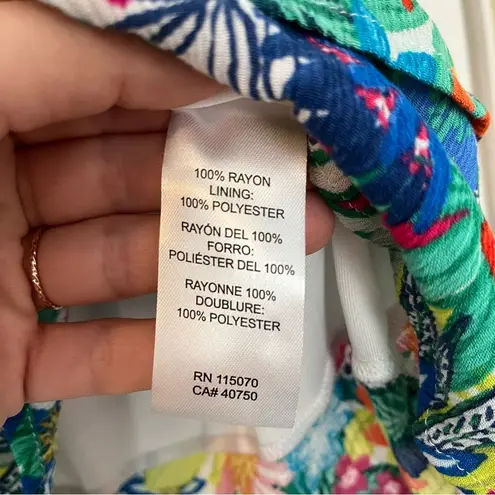 100% RAYON
LINING:
100% POLYESTER
RAYÓN DEL 100%
FORRO:
POLIÉSTER DEL 100%
RAYONNE 100%
DOUBLURE:
100% POLYESTER
RN 115070
CA# 40750